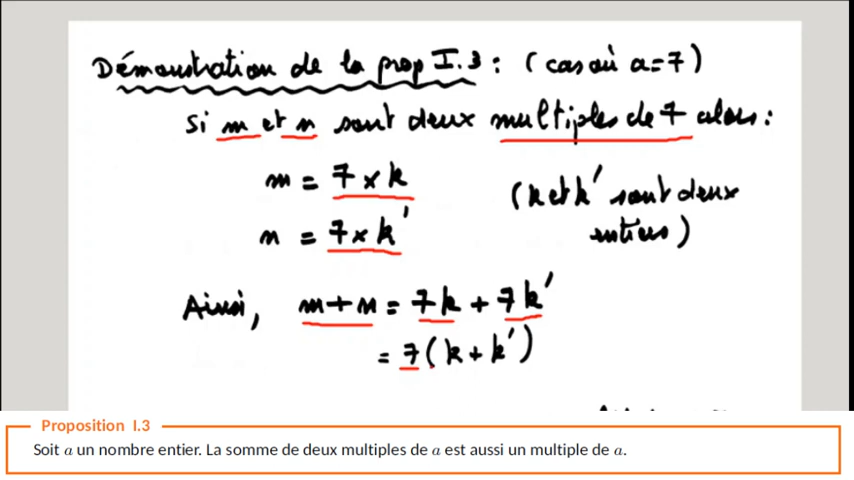 Démonstration de la prop I.3 : (cas où a=7)
Si m et n sont deux multiples de 7 alors :
m = 7 × k
(k et k' sont deux
n = 7 × k'
entiers)
Ainsi, m+n = 7k + 7k'
= 7(k + k')
Proposition I.3
Soit a un nombre entier. La somme de deux multiples de a est aussi un multiple de a.